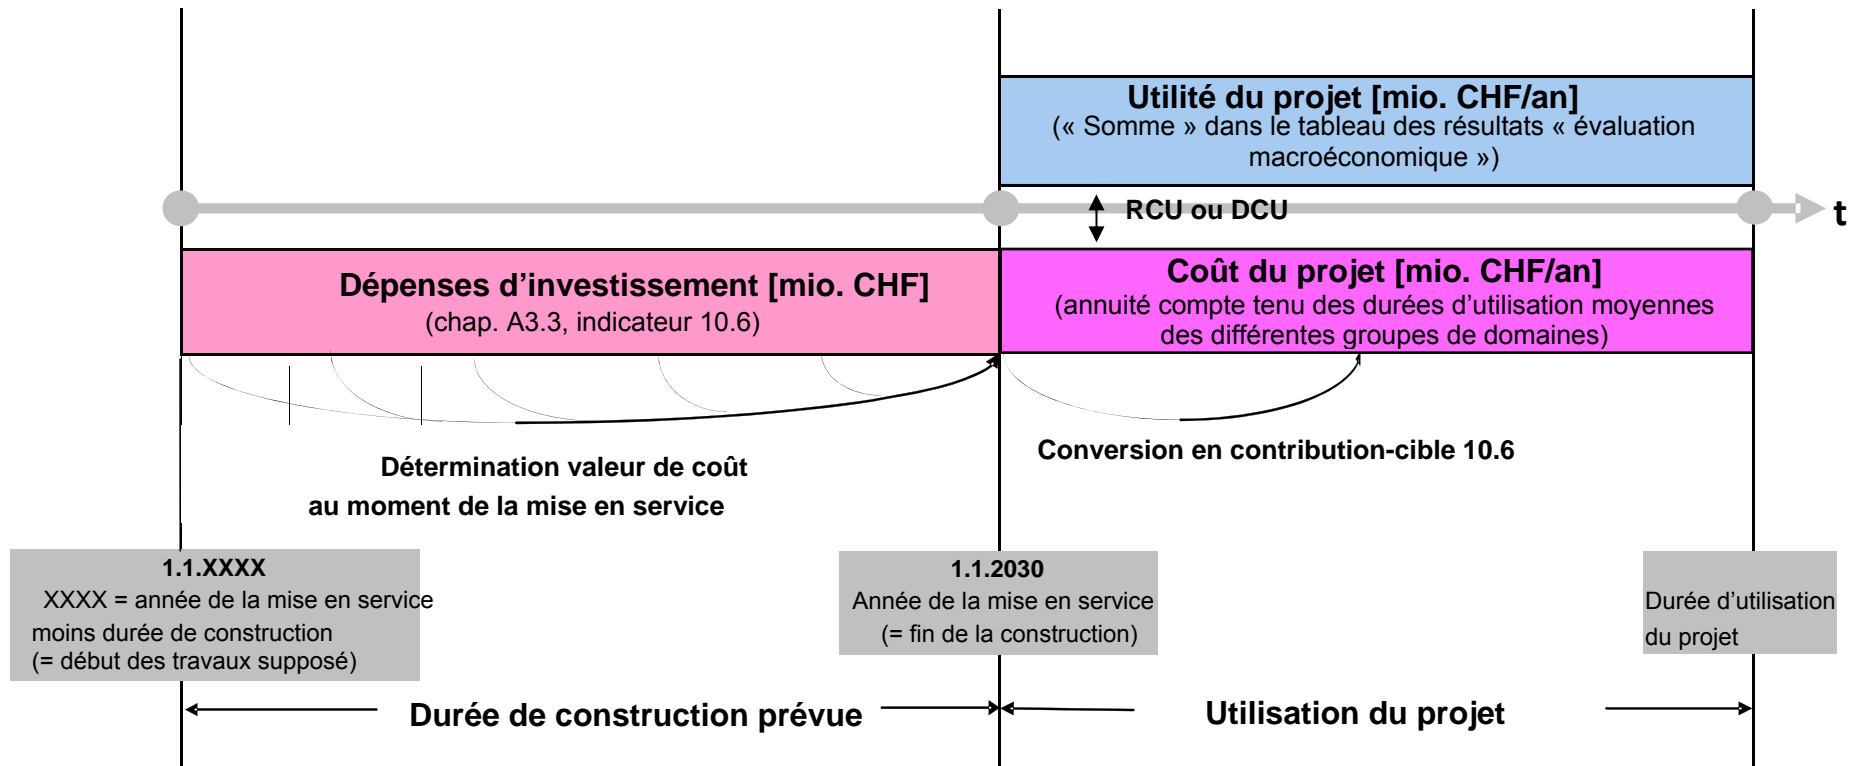 Utilité du projet [mio. CHF/an]
(« Somme » dans le tableau des résultats « évaluation
macroéconomique »)
RCU ou DCU
t
Dépenses d’investissement [mio. CHF]
(chap. A3.3, indicateur 10.6)
Coût du projet [mio. CHF/an]
(annuité compte tenu des durées d’utilisation moyennes
des différentes groupes de domaines)
Détermination valeur de coût
au moment de la mise en service
Conversion en contribution-cible 10.6
1.1.XXXX
XXXX = année de la mise en service
moins durée de construction
(= début des travaux supposé)
1.1.2030
Année de la mise en service
(= fin de la construction)
Durée d’utilisation
du projet
Durée de construction prévue
Utilisation du projet